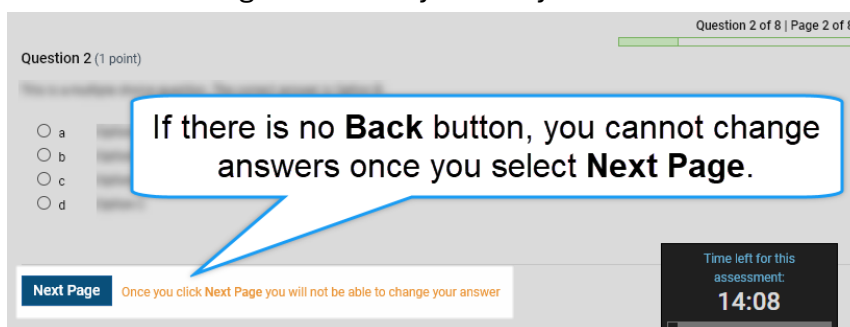 Question 2 of 8 | Page 2 of 8
Question 2 (1 point)
If there is no Back button, you cannot change
answers once you select Next Page.
a
b
c
d
Time left for this
assessment:
14:08
Next Page Once you click Next Page you will not be able to change your answer